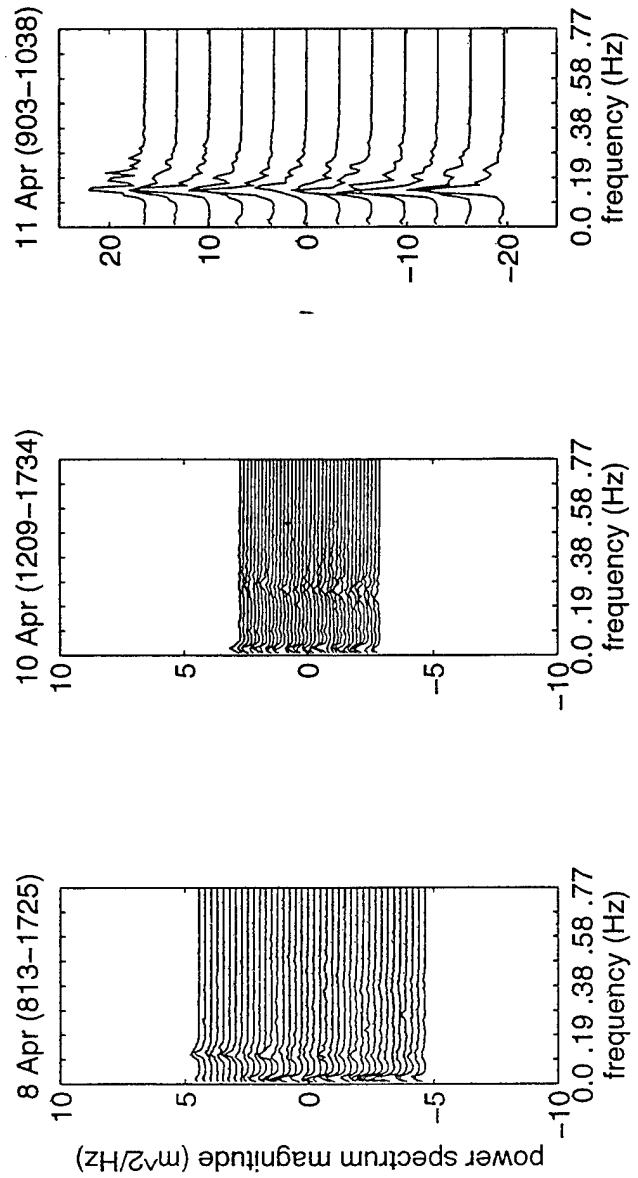 8 Apr (813-1725)
10
5
0
-5
-10
0.0 .19 .38 .58 .77
frequency (Hz)
power spectrum magnitude (m^2/Hz)
10 Apr (1209-1734)
10
5
0
-5
-10
0.0 .19 .38 .58 .77
frequency (Hz)
11 Apr (903-1038)
20
10
0
-10
-20
0.0 .19 .38 .58 .77
frequency (Hz)